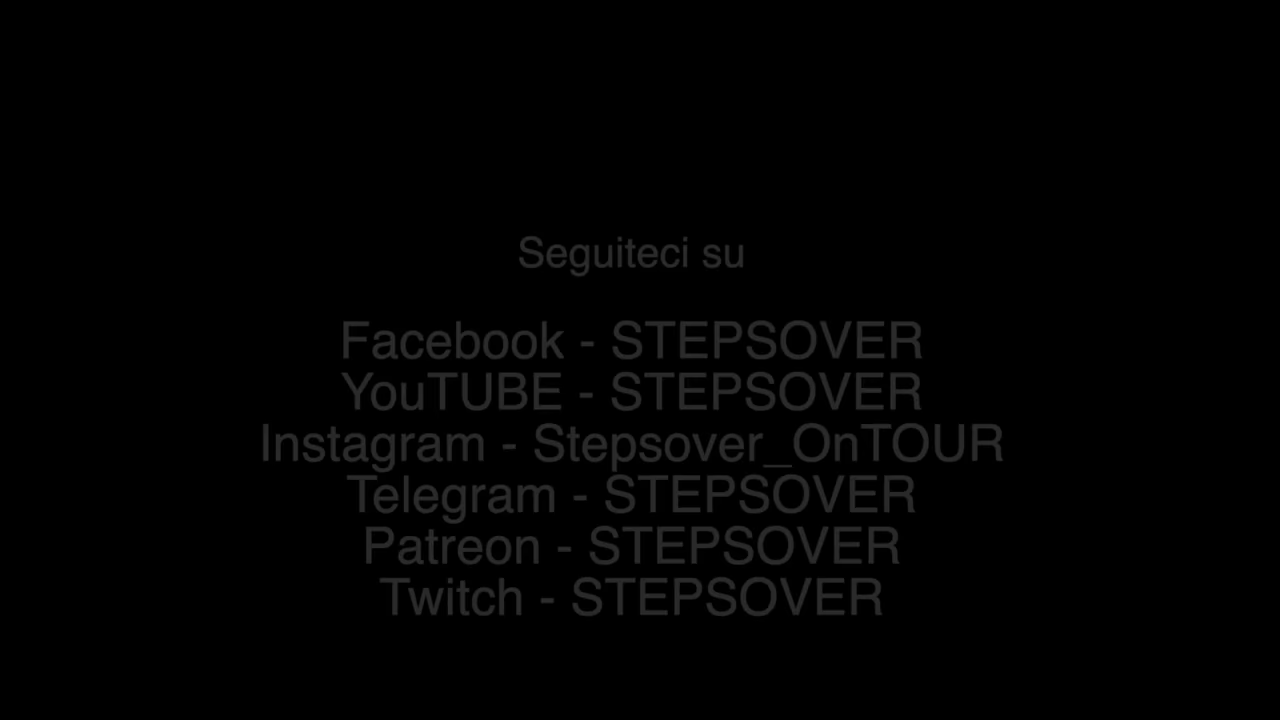 Seguiteci su
Facebook - STEPSOVER
YouTUBE - STEPSOVER
Instagram - Stepsover_OnTOUR
Telegram - STEPSOVER
Patreon - STEPSOVER
Twitch - STEPSOVER